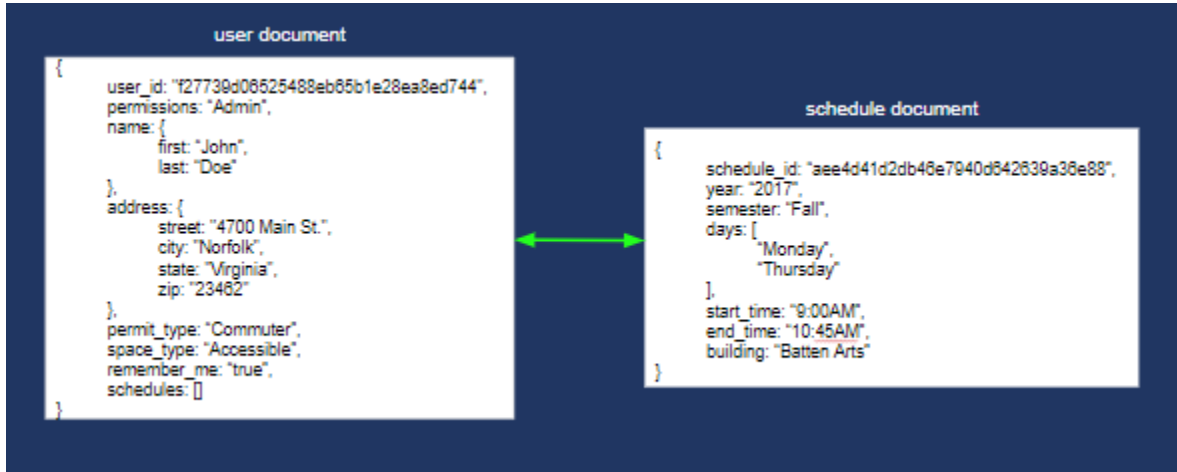 user document
{
user_id: "f27739d06525488eb65b1e28ea8ed744",
permissions: "Admin",
name: {
first: "John",
last: "Doe"
},
address: {
street: "4700 Main St.",
city: "Norfolk",
state: "Virginia",
zip: "23462"
},
permit_type: "Commuter",
space_type: "Accessible",
remember_me: "true",
schedules: []
}
schedule document
{
schedule_id: "aee4d41d2db46e7940d642639a36e88",
year: "2017",
semester: "Fall",
days: [
"Monday",
"Thursday"
],
start_time: "9:00AM",
end_time: "10:45AM",
building: "Batten Arts"
}